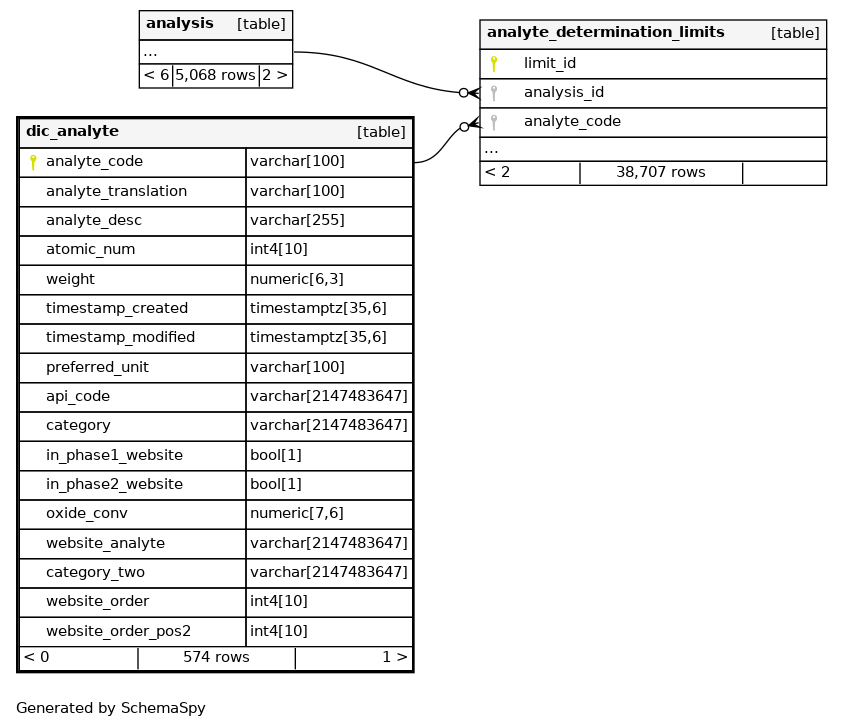 analysis [table]
...
< 6 5,068 rows 2 >
analyte_determination_limits [table]
limit_id
analysis_id
analyte_code
...
< 2 38,707 rows
dic_analyte [table]
analyte_code varchar[100]
analyte_translation varchar[100]
analyte_desc varchar[255]
atomic_num int4[10]
weight numeric[6,3]
timestamp_created timestamptz[35,6]
timestamp_modified timestamptz[35,6]
preferred_unit varchar[100]
api_code varchar[2147483647]
category varchar[2147483647]
in_phase1_website bool[1]
in_phase2_website bool[1]
oxide_conv numeric[7,6]
website_analyte varchar[2147483647]
category_two varchar[2147483647]
website_order int4[10]
website_order_pos2 int4[10]
< 0 574 rows 1 >
Generated by SchemaSpy